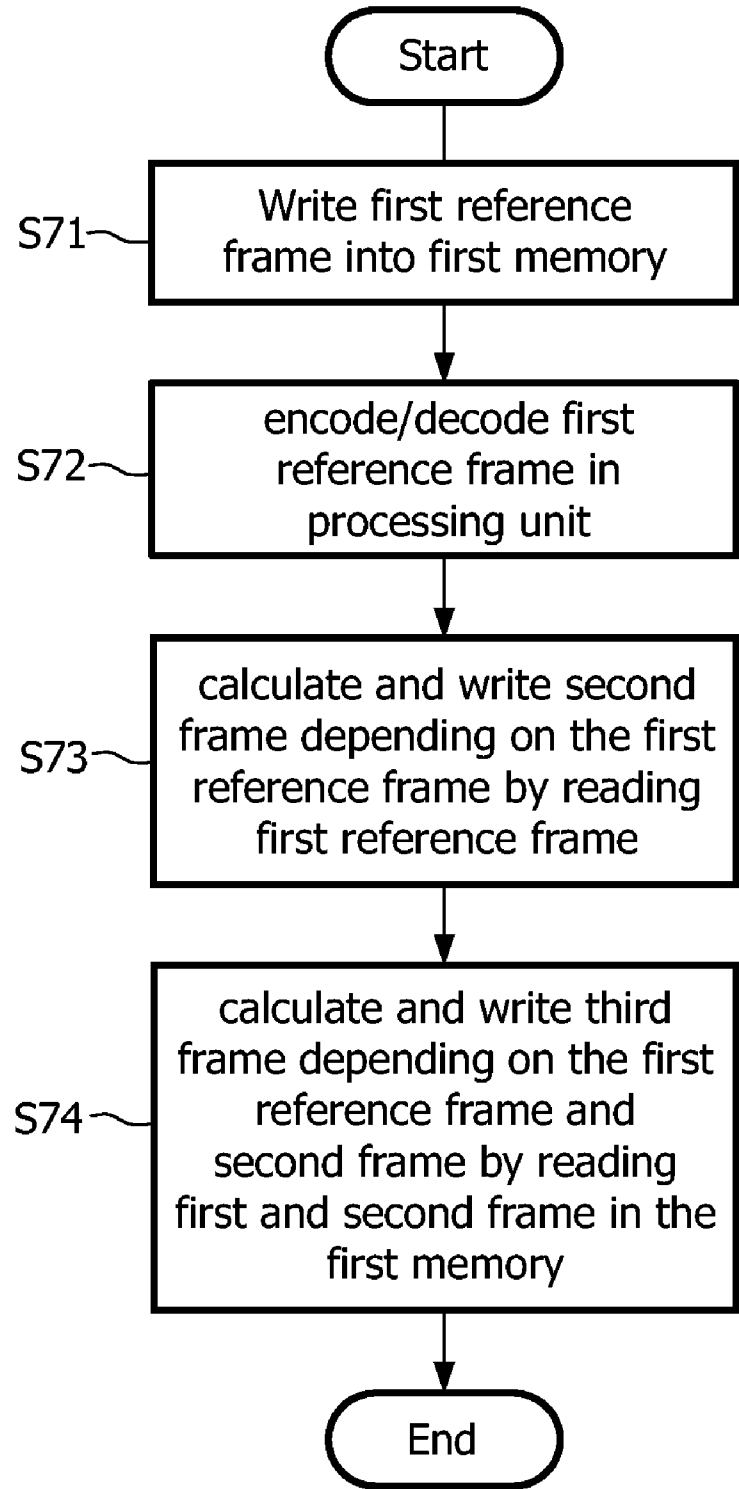 Start
S71
Write first reference
frame into first memory
S72
encode/decode first
reference frame in
processing unit
S73
calculate and write second
frame depending on the first
reference frame by reading
first reference frame
S74
calculate and write third
frame depending on the first
reference frame and
second frame by reading
first and second frame in the
first memory
End